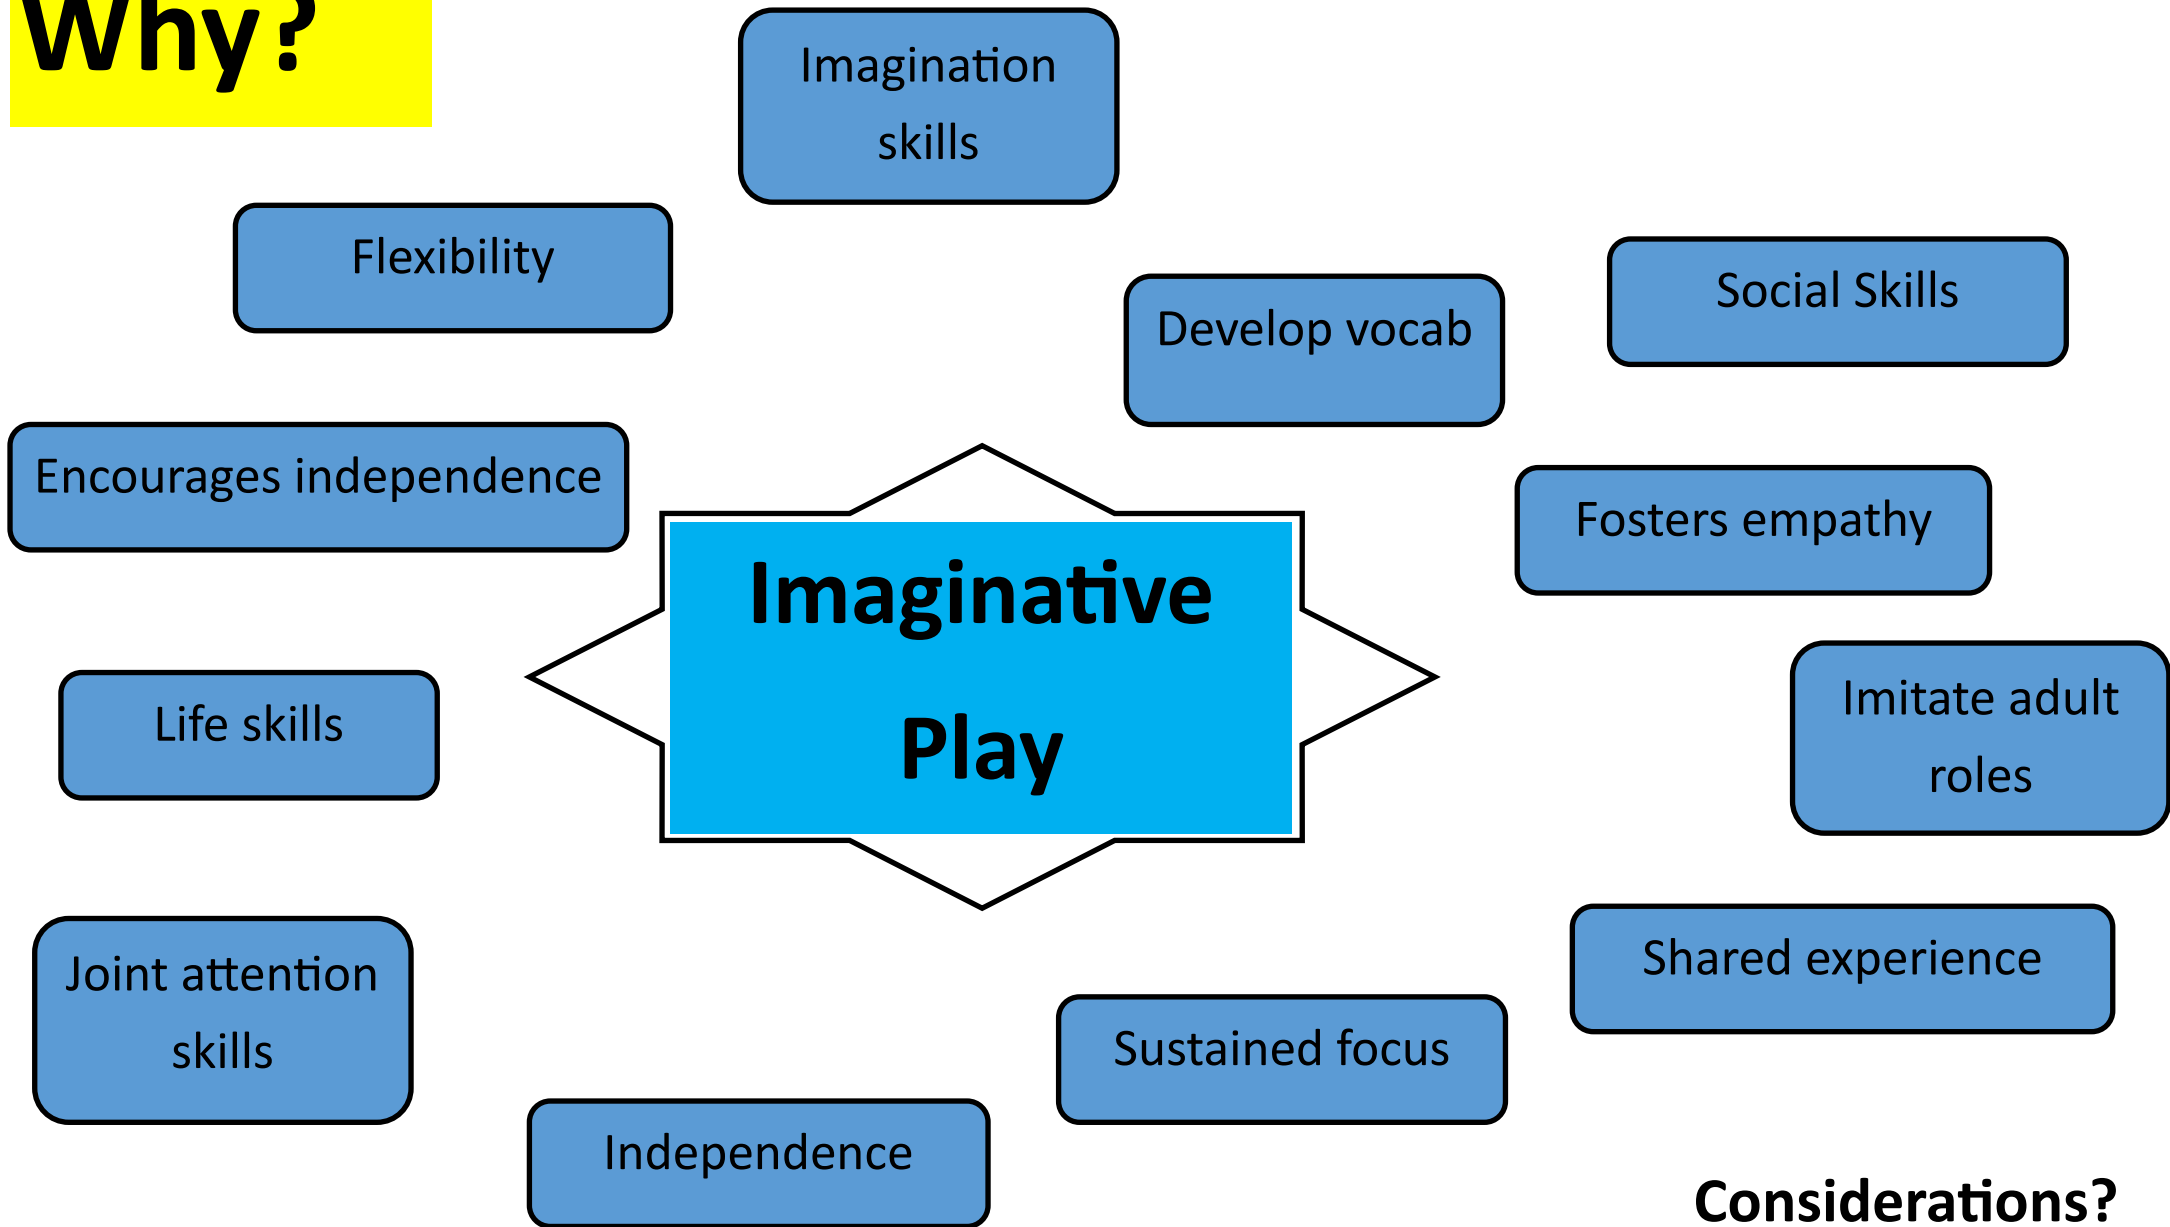 Why?
Imagination
skills
Flexibility
Social Skills
Develop vocab
Encourages independence
Fosters empathy
Imaginative
Play
Life skills
Imitate adult
roles
Joint attention
skills
Shared experience
Sustained focus
Independence
Considerations?